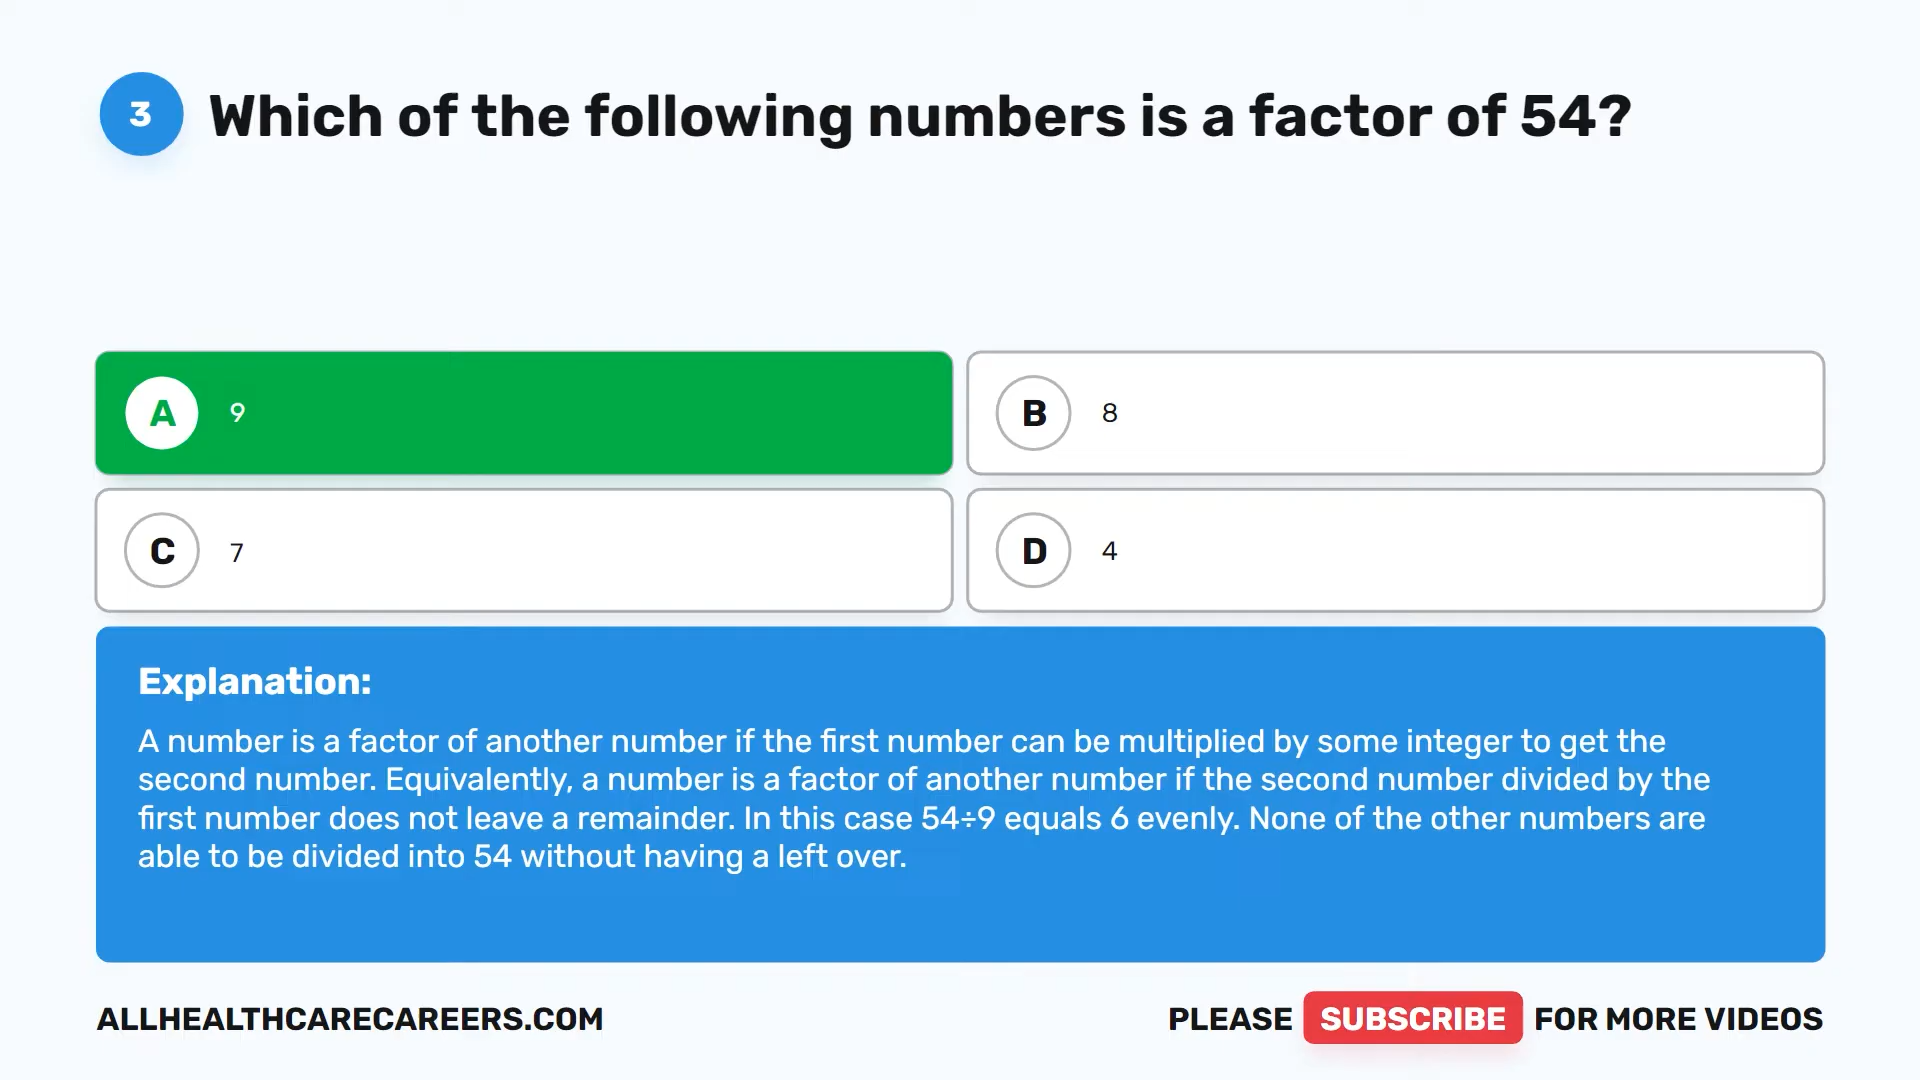 3 Which of the following numbers is a factor of 54?
A 9
B 8
C 7
D 4
Explanation:
A number is a factor of another number if the first number can be multiplied by some integer to get the
second number. Equivalently, a number is a factor of another number if the second number divided by the
first number does not leave a remainder. In this case 54÷9 equals 6 evenly. None of the other numbers are
able to be divided into 54 without having a left over.
ALLHEALTHCARECAREERS.COM
PLEASE SUBSCRIBE FOR MORE VIDEOS